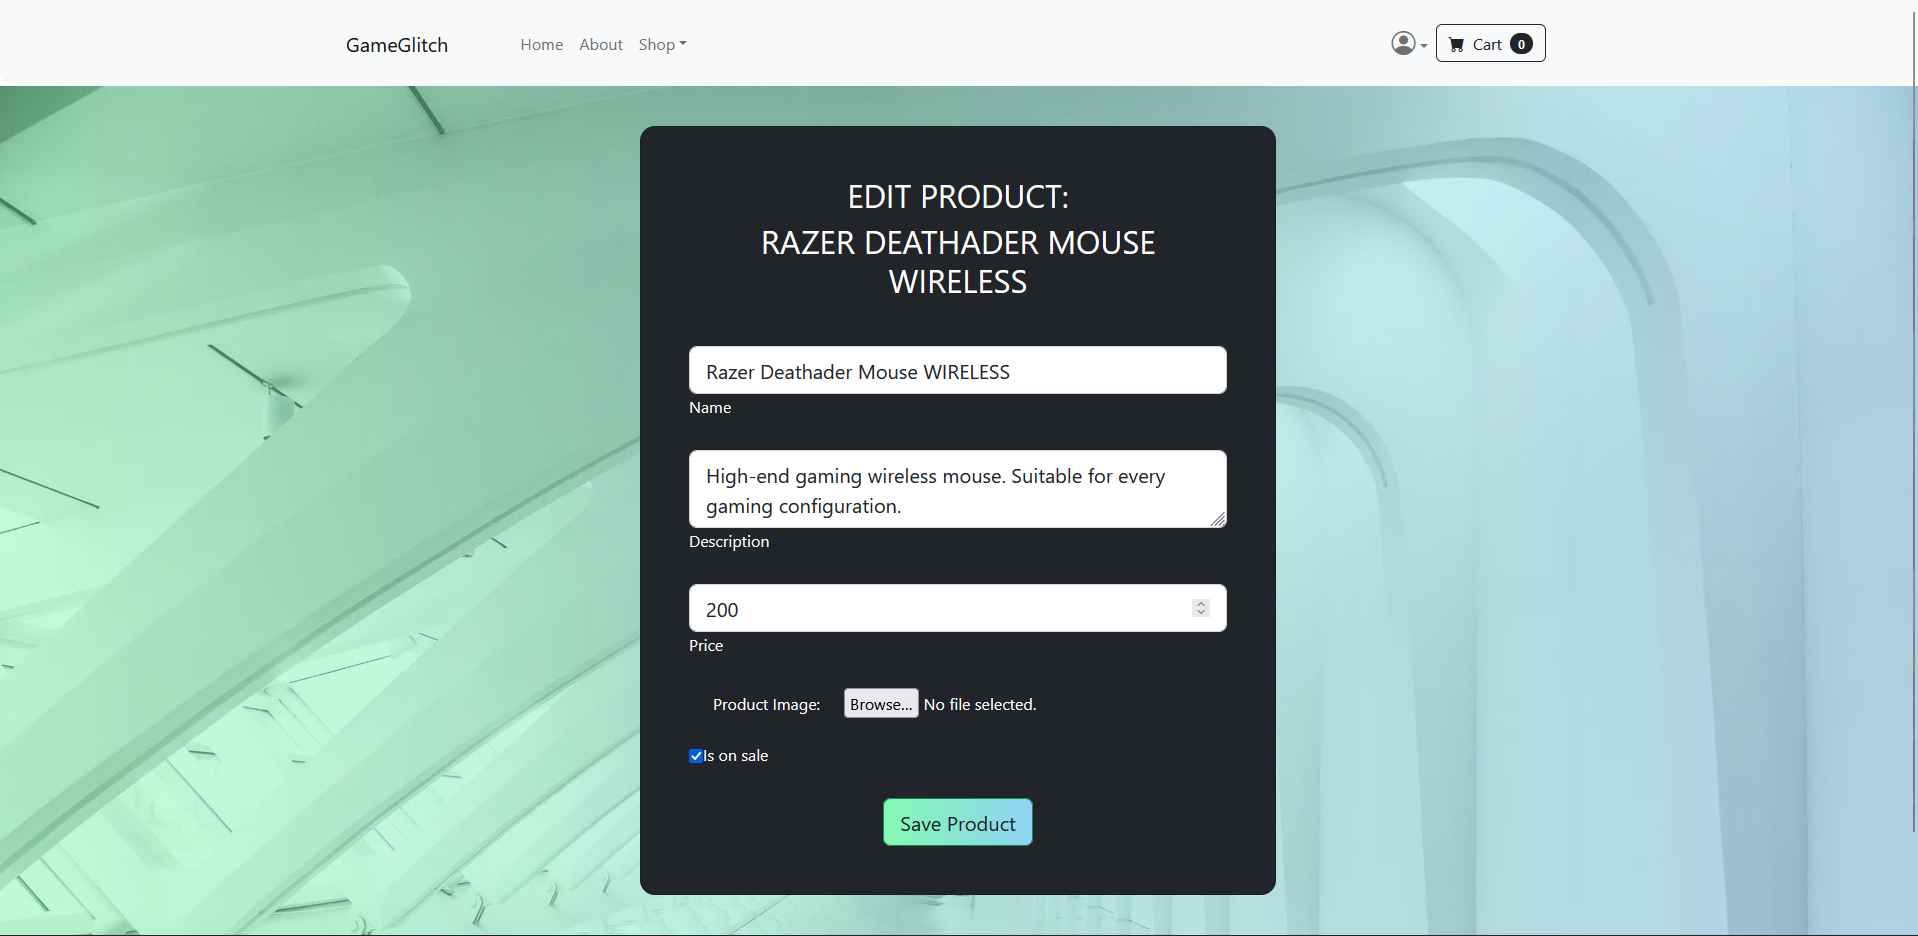 GameGlitch Home About Shop Cart 0
EDIT PRODUCT:
RAZER DEATHADER MOUSE
WIRELESS
Razer Deathader Mouse WIRELESS
Name
High-end gaming wireless mouse. Suitable for every
gaming configuration.
Description
200
Price
Product Image: Browse... No file selected.
Is on sale
Save Product